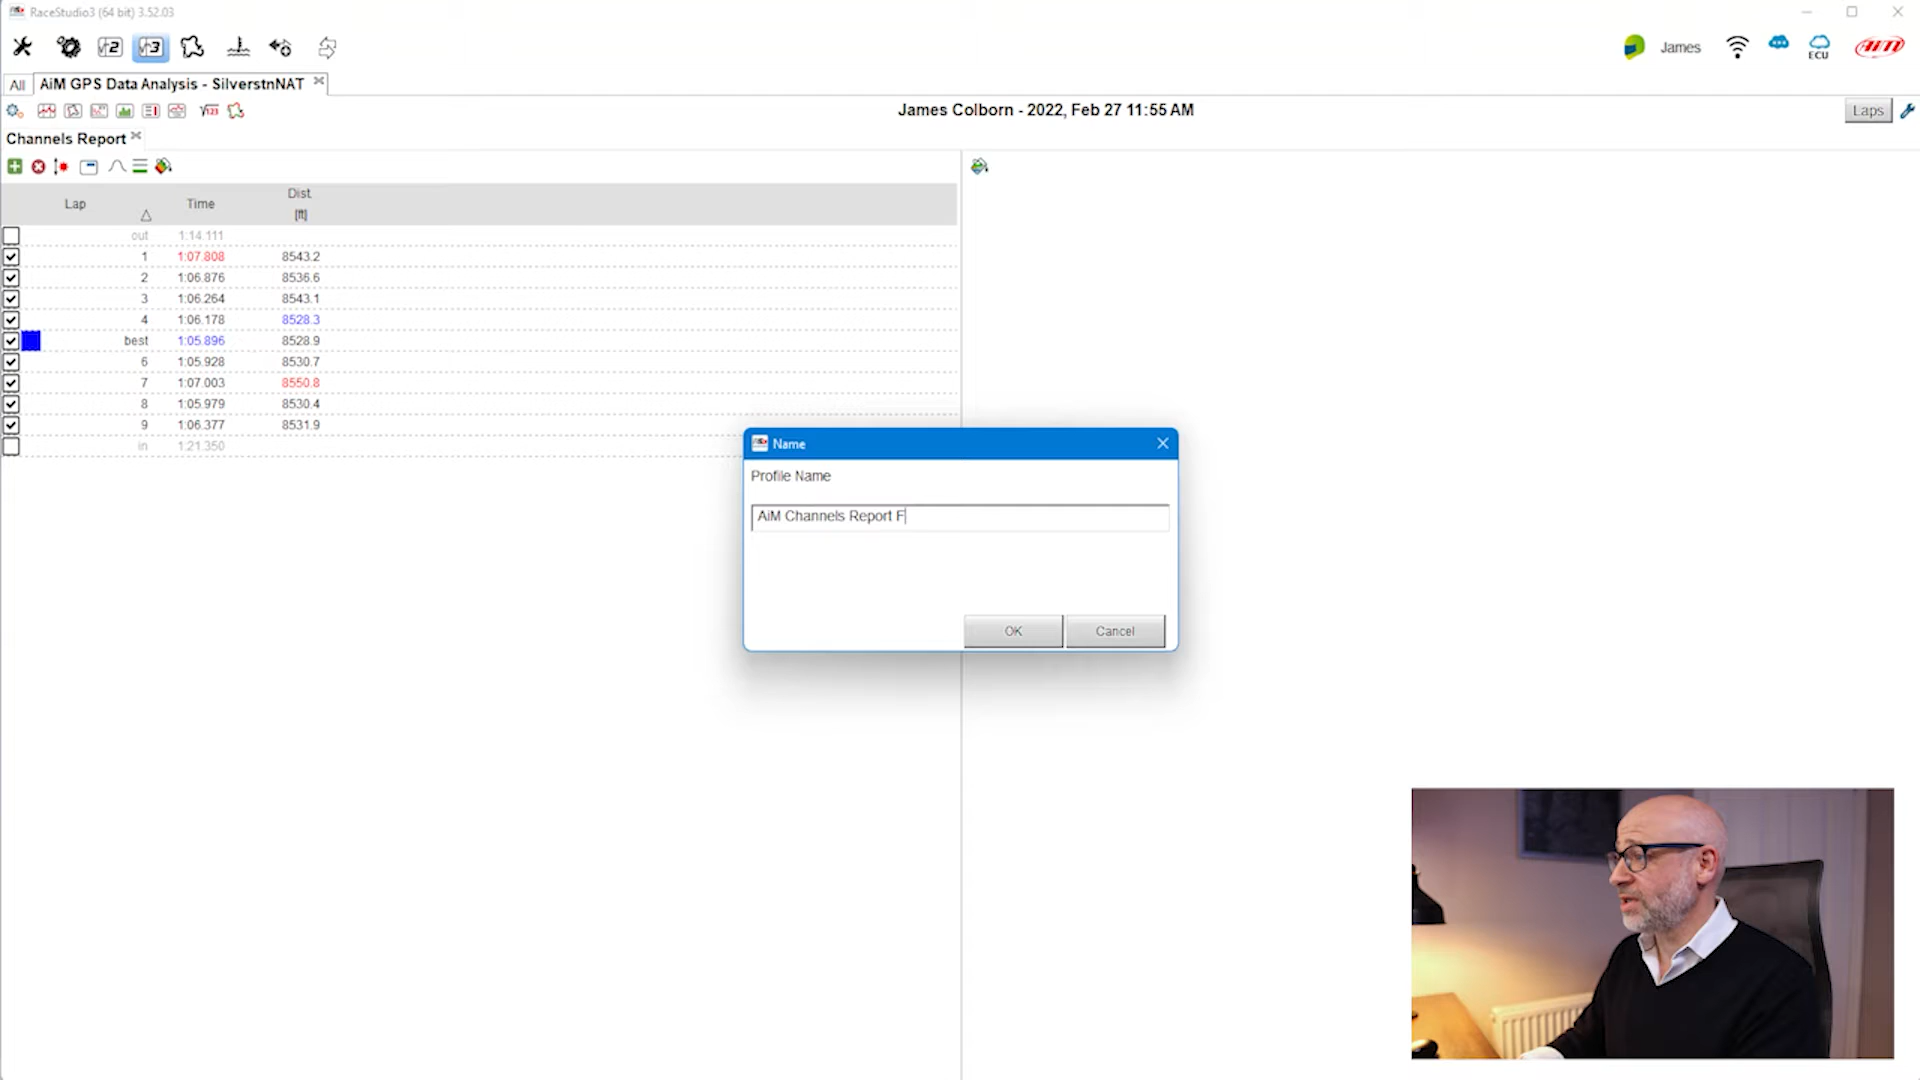 RaceStudio3 (64 bit) 3.52.03
2 3 James ECU AiM
All AiM GPS Data Analysis - SilverstnNAT
√123 James Colborn - 2022, Feb 27 11:55 AM Laps
Channels Report
Lap Time Dist [ft]
out 1:14.111
1 1:07.808 8543.2
2 1:06.876 8536.6
3 1:06.264 8543.1
4 1:06.178 8528.3
best 1:05.896 8528.9
6 1:05.928 8530.7
7 1:07.003 8550.8
8 1:05.979 8530.4
9 1:06.377 8531.9
in 1:21.350
Name
Profile Name
AiM Channels Report F
OK Cancel